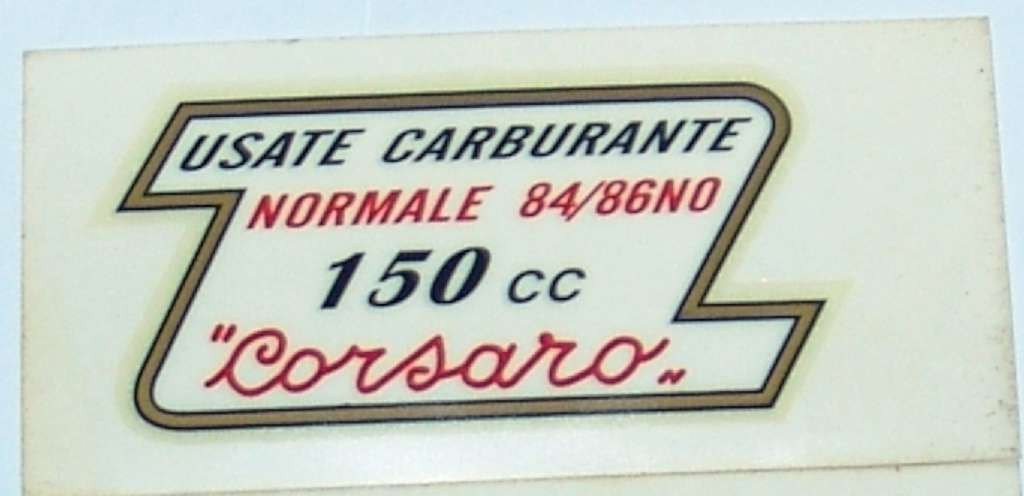 USATE CARBURANTE
NORMALE 84/86NO
150 cc
"Corsaro"